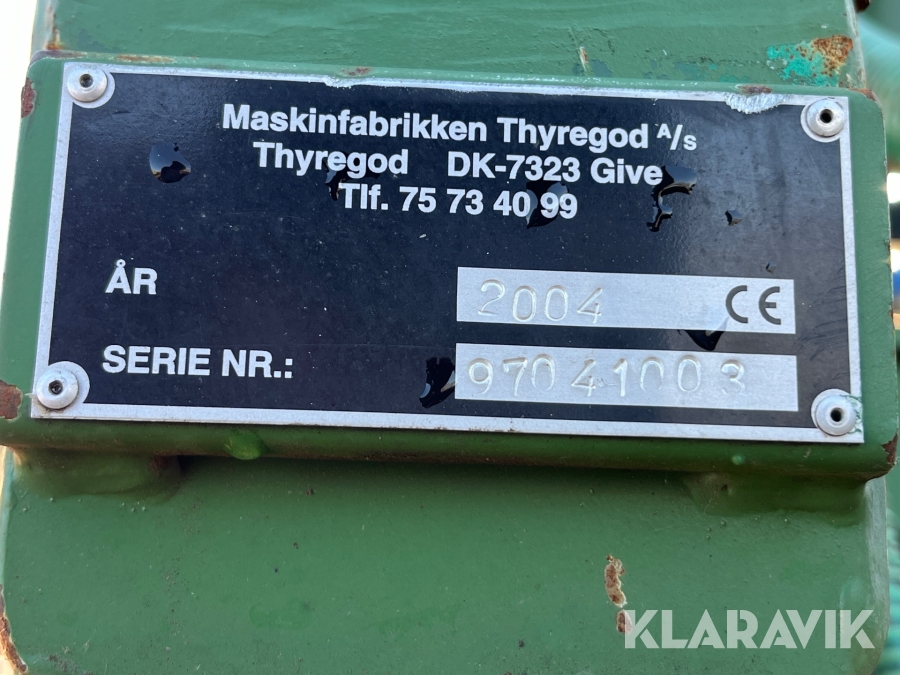 Maskinfabrikken Thyregod A/s
Thyregod DK-7323 Give
Tlf. 75 73 40 99
ÅR 2004 CE
SERIE NR.: 97041003
KLARAVIK